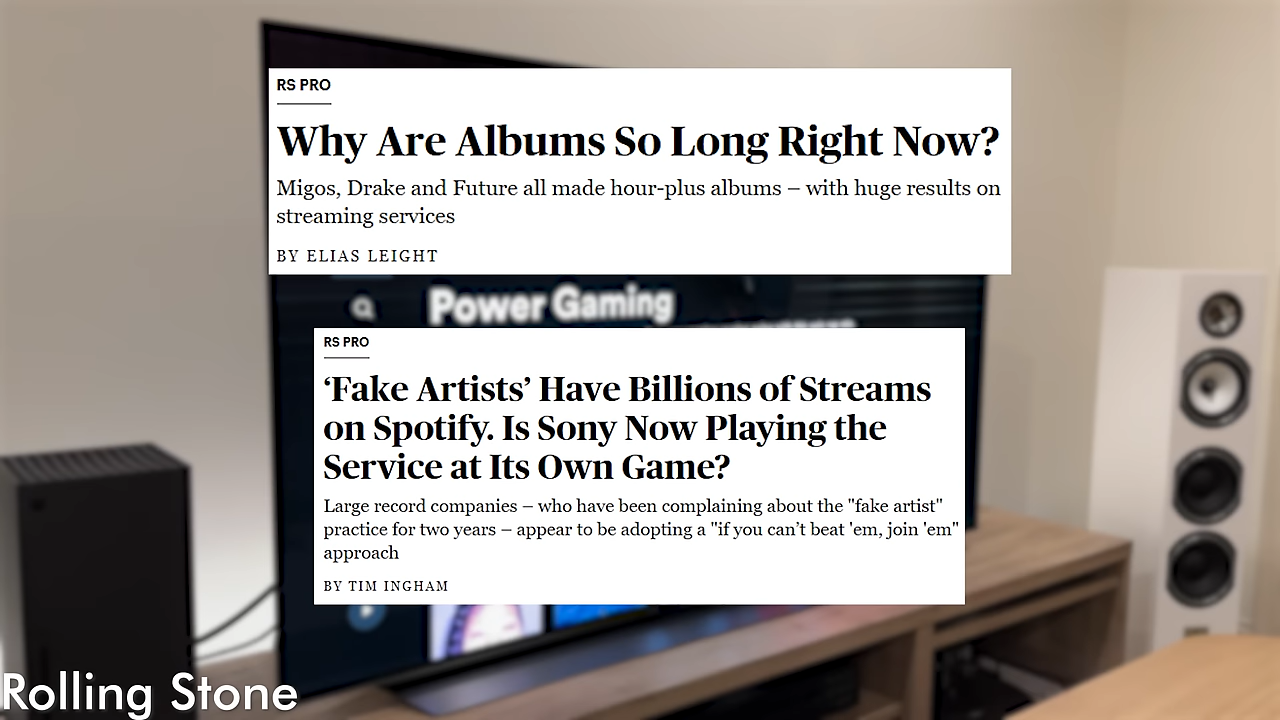 RS PRO
Why Are Albums So Long Right Now?
Migos, Drake and Future all made hour-plus albums – with huge results on
streaming services
BY ELIAS LEIGHT
Power Gaming
RS PRO
‘Fake Artists’ Have Billions of Streams
on Spotify. Is Sony Now Playing the
Service at Its Own Game?
Large record companies – who have been complaining about the "fake artist"
practice for two years – appear to be adopting a "if you can’t beat 'em, join 'em"
approach
BY TIM INGHAM
Rolling Stone